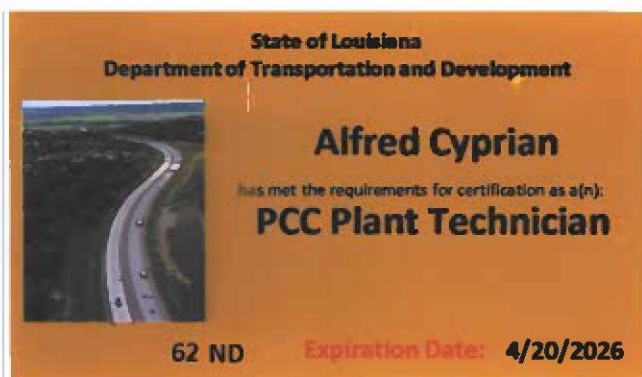 State of Louisiana
Department of Transportation and Development
Alfred Cyprian
has met the requirements for certification as a(n):
PCC Plant Technician
62 ND Expiration Date: 4/20/2026